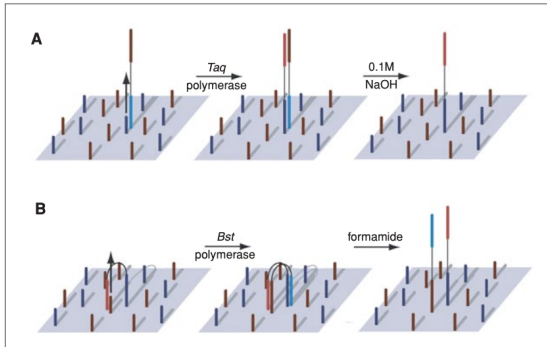 A
Taq
polymerase
0.1M
NaOH
B
Bst
polymerase
formamide